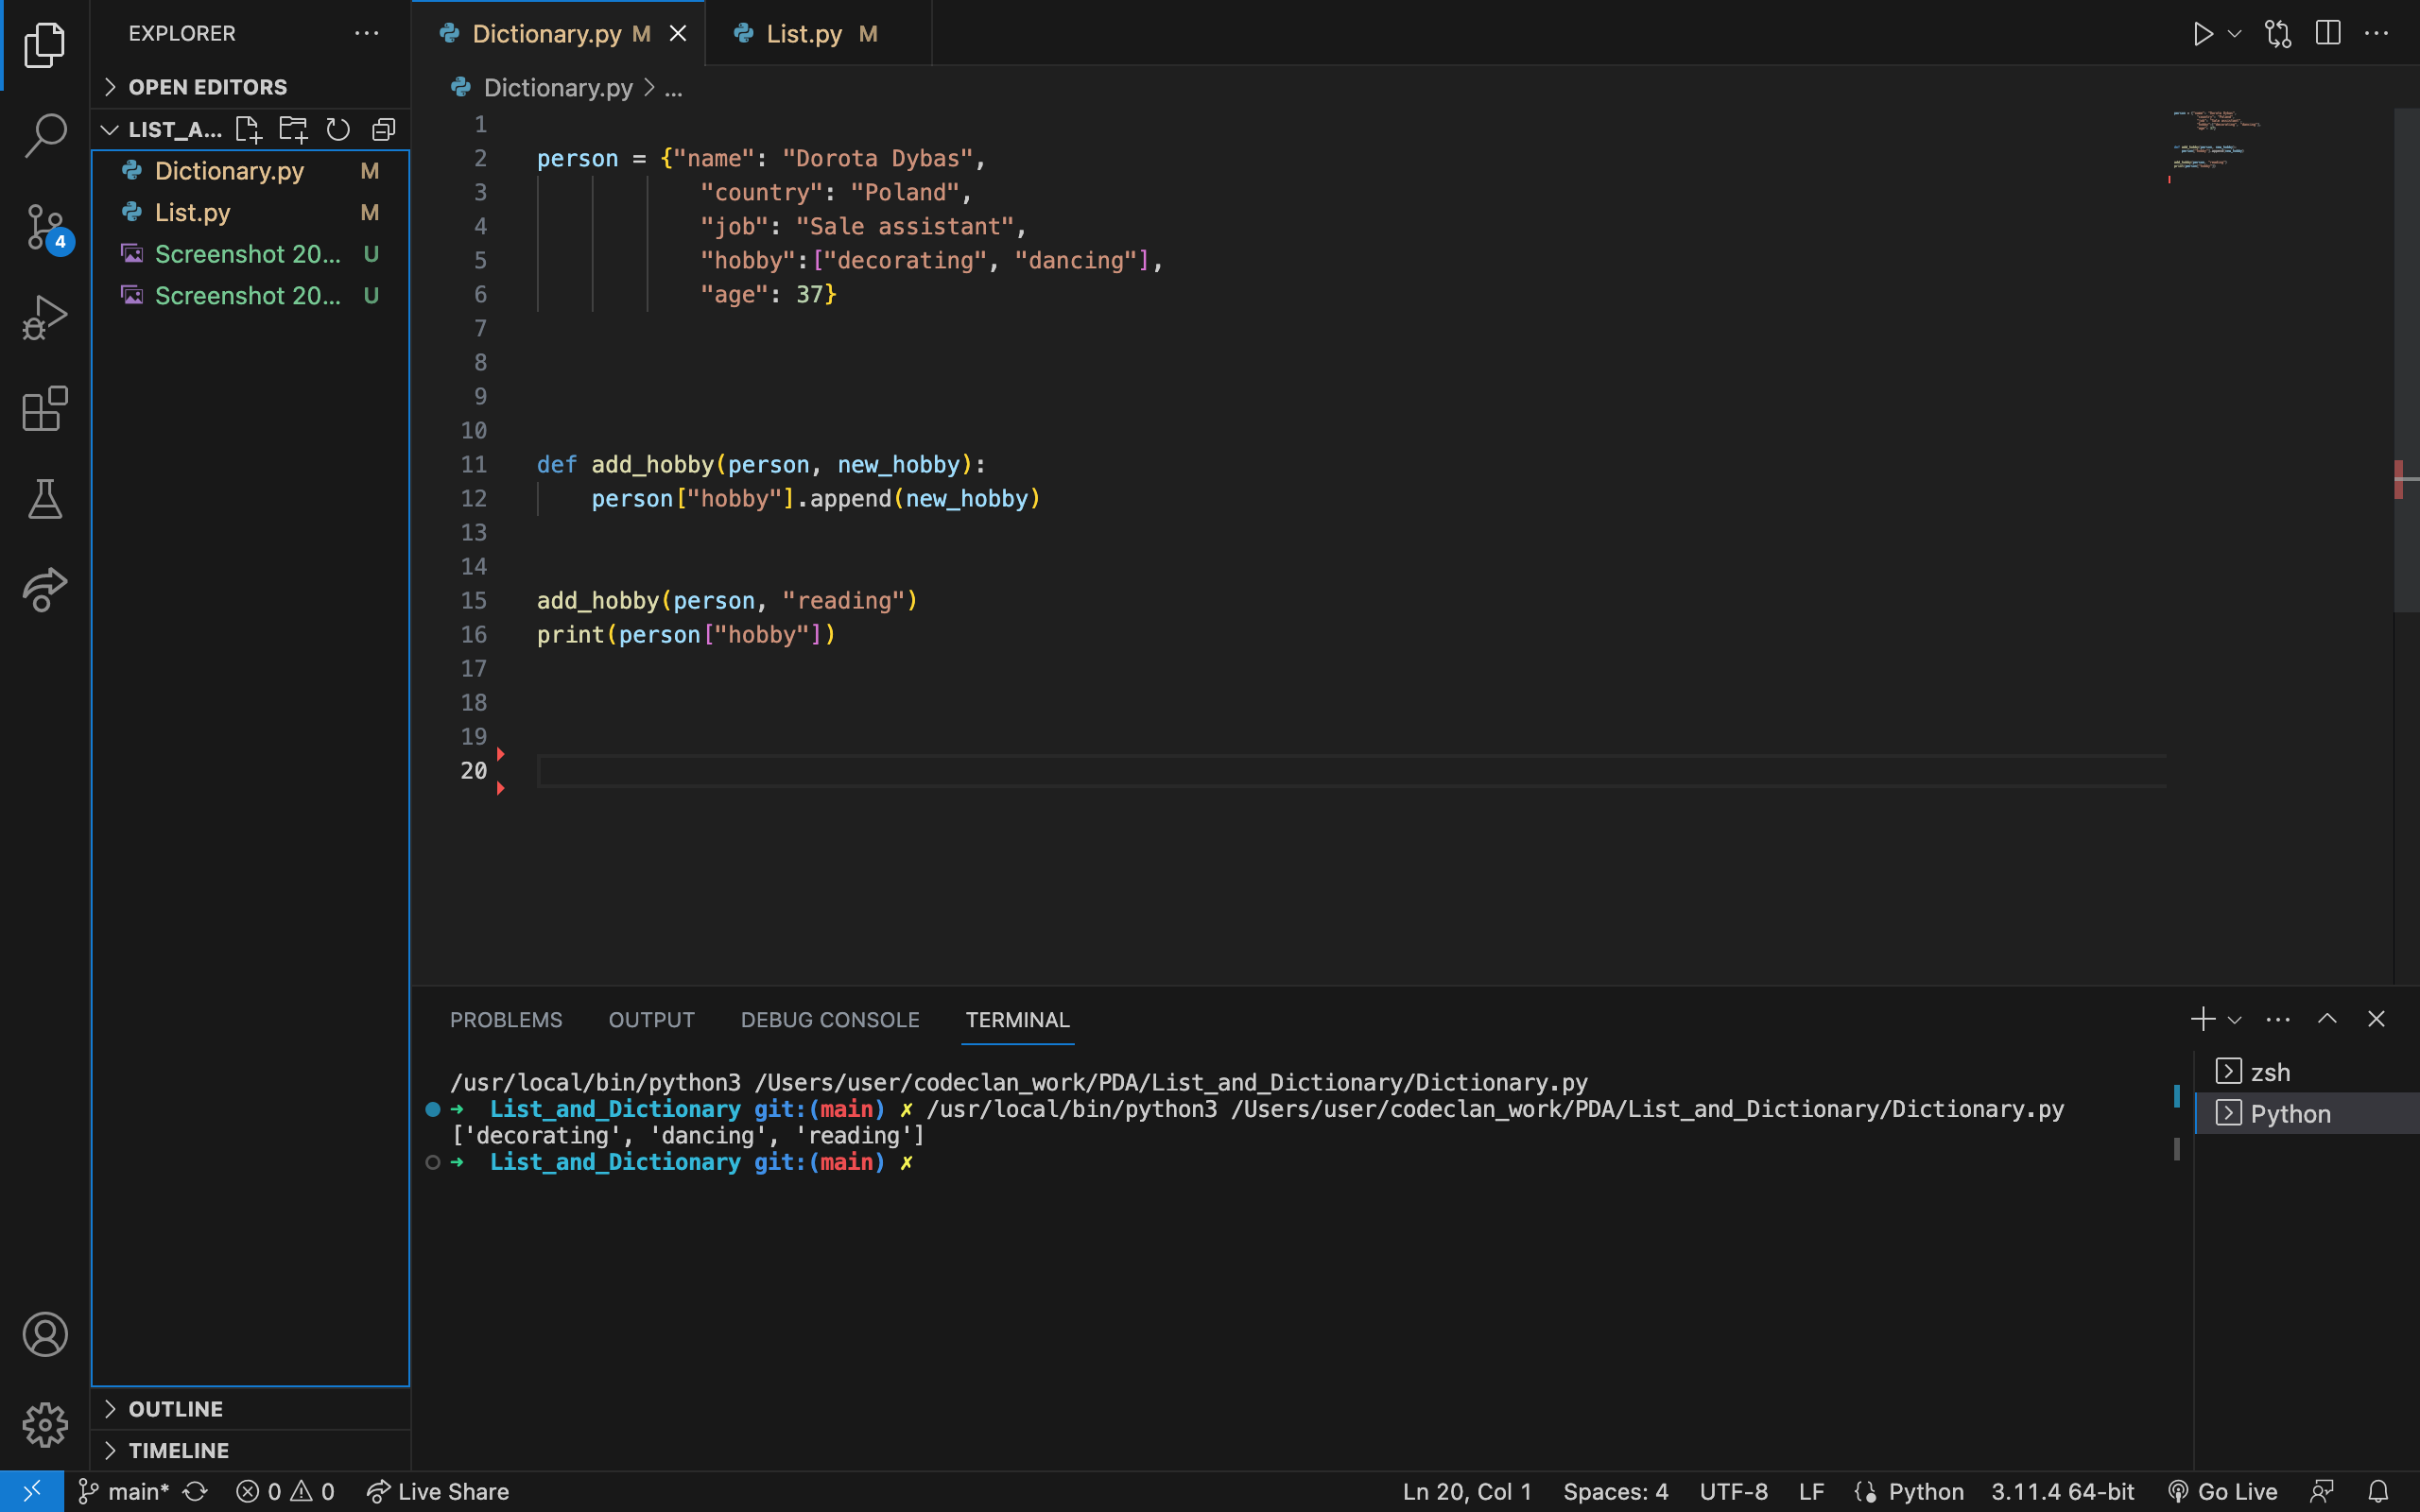 EXPLORER
OPEN EDITORS
LIST_A...
Dictionary.py M
List.py M
Screenshot 20... U
Screenshot 20... U
4
OUTLINE
TIMELINE
Dictionary.py M
List.py M
Dictionary.py > ...
1
2 person = {"name": "Dorota Dybas",
3 "country": "Poland",
4 "job": "Sale assistant",
5 "hobby":["decorating", "dancing"],
6 "age": 37}
7
8
9
10
11 def add_hobby(person, new_hobby):
12 person["hobby"].append(new_hobby)
13
14
15 add_hobby(person, "reading")
16 print(person["hobby"])
17
18
19
20
PROBLEMS OUTPUT DEBUG CONSOLE TERMINAL
/usr/local/bin/python3 /Users/user/codeclan_work/PDA/List_and_Dictionary/Dictionary.py
➜ List_and_Dictionary git:(main) ✗ /usr/local/bin/python3 /Users/user/codeclan_work/PDA/List_and_Dictionary/Dictionary.py
['decorating', 'dancing', 'reading']
➜ List_and_Dictionary git:(main) ✗
zsh
Python
main* 0 0 Live Share Ln 20, Col 1 Spaces: 4 UTF-8 LF Python 3.11.4 64-bit Go Live